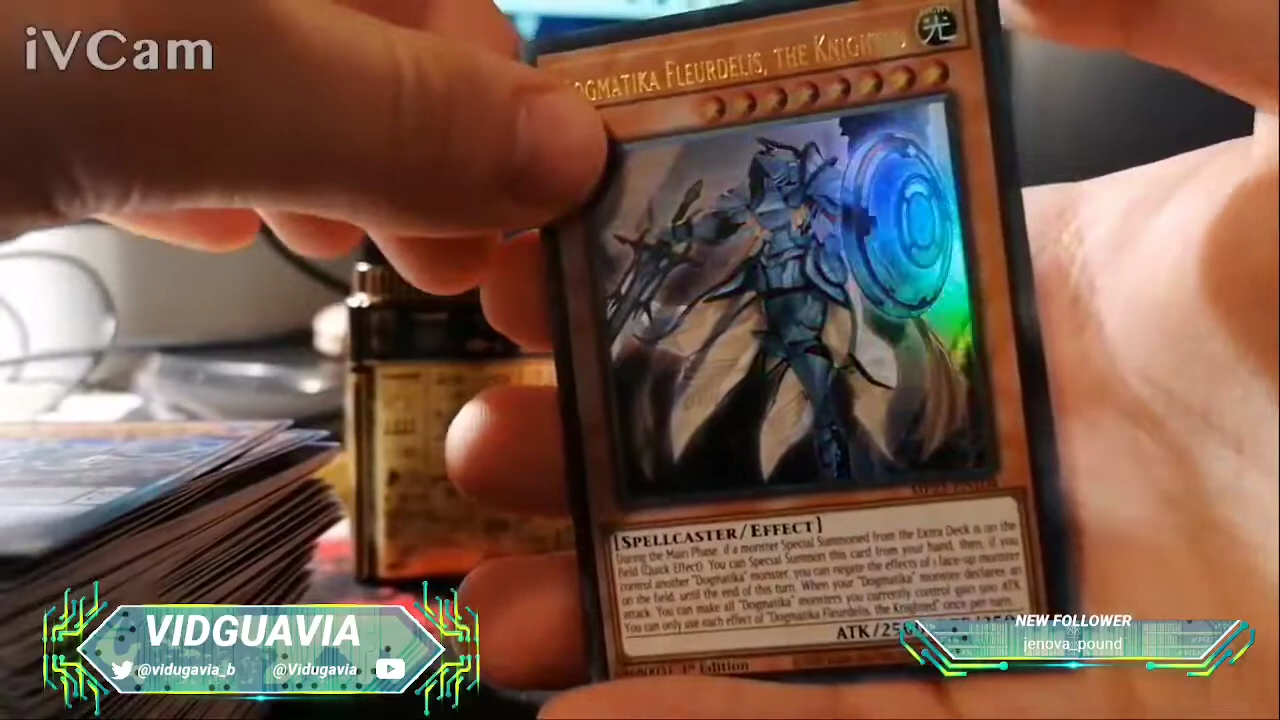 iVCam
DOGMATIKA FLEURDELIS, THE KNIGHTED
光
[SPELLCASTER/EFFECT]
During the Main Phase, if a monster Special Summoned from the Extra Deck is on the
field (Quick Effect): You can Special Summon this card from your hand, then, if you
control another "Dogmatika" monster, you can negate the effects of 1 face-up monster
on the field, until the end of this turn. When your "Dogmatika" monster declares an
attack: You can make all "Dogmatika" monsters you currently control gain 500 ATK.
You can only use each effect of "Dogmatika Fleurdelis, the Knighted" once per turn.
ATK/25
1st Edition
VIDGUAVIA
@vidugavia_b @Vidugavia
NEW FOLLOWER
jenova_pound